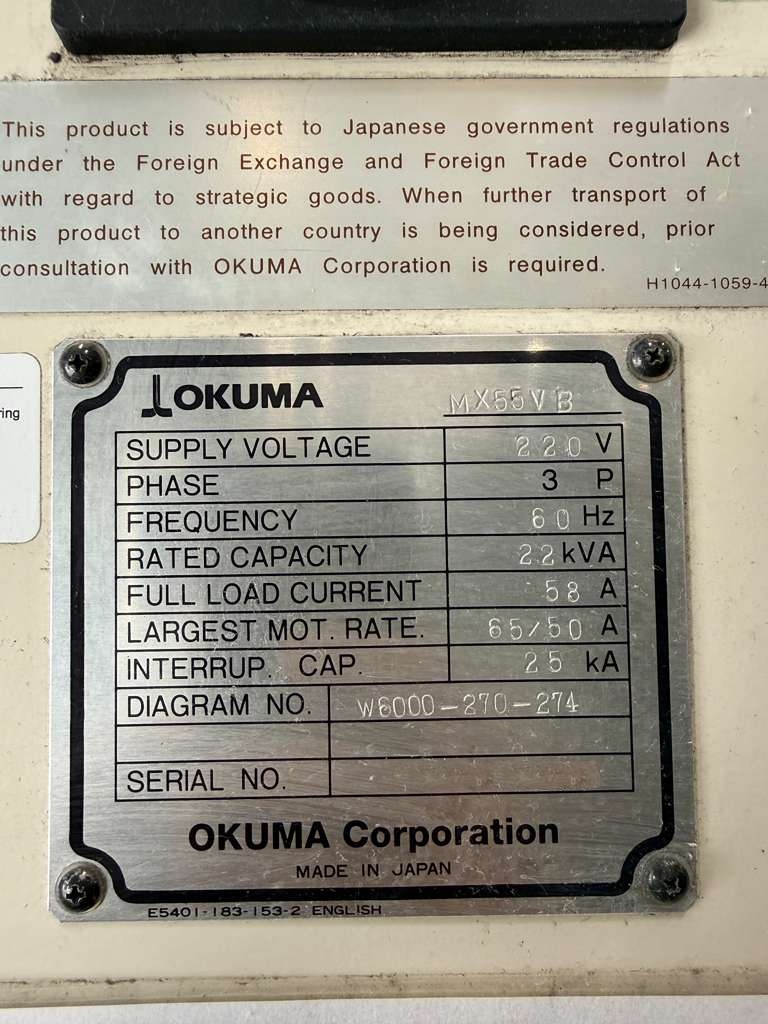 This product is subject to Japanese government regulations
under the Foreign Exchange and Foreign Trade Control Act
with regard to strategic goods. When further transport of
this product to another country is being considered, prior
consultation with OKUMA Corporation is required.
H1044-1059-4
ring
OKUMA MX55VB
SUPPLY VOLTAGE 220 V
PHASE 3 P
FREQUENCY 60 Hz
RATED CAPACITY 22 kVA
FULL LOAD CURRENT 58 A
LARGEST MOT. RATE. 65/50 A
INTERRUP. CAP. 25 kA
DIAGRAM NO. W6000-270-274
SERIAL NO.
OKUMA Corporation
MADE IN JAPAN
E5401-183-153-2 ENGLISH